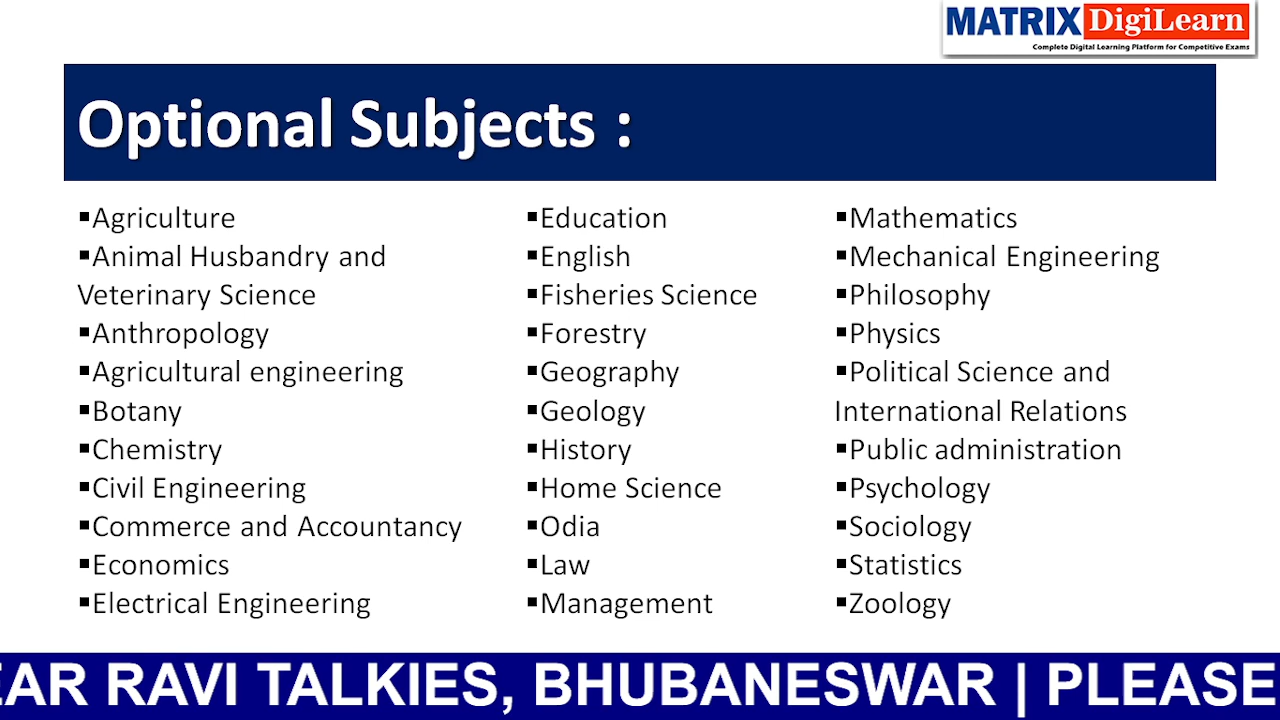 MATRIX DigiLearn
Complete Digital Learning Platform for Competitive Exams
Optional Subjects :
▪Agriculture
▪Animal Husbandry and
Veterinary Science
▪Anthropology
▪Agricultural engineering
▪Botany
▪Chemistry
▪Civil Engineering
▪Commerce and Accountancy
▪Economics
▪Electrical Engineering
▪Education
▪English
▪Fisheries Science
▪Forestry
▪Geography
▪Geology
▪History
▪Home Science
▪Odia
▪Law
▪Management
▪Mathematics
▪Mechanical Engineering
▪Philosophy
▪Physics
▪Political Science and
International Relations
▪Public administration
▪Psychology
▪Sociology
▪Statistics
▪Zoology
EAR RAVI TALKIES, BHUBANESWAR | PLEASE